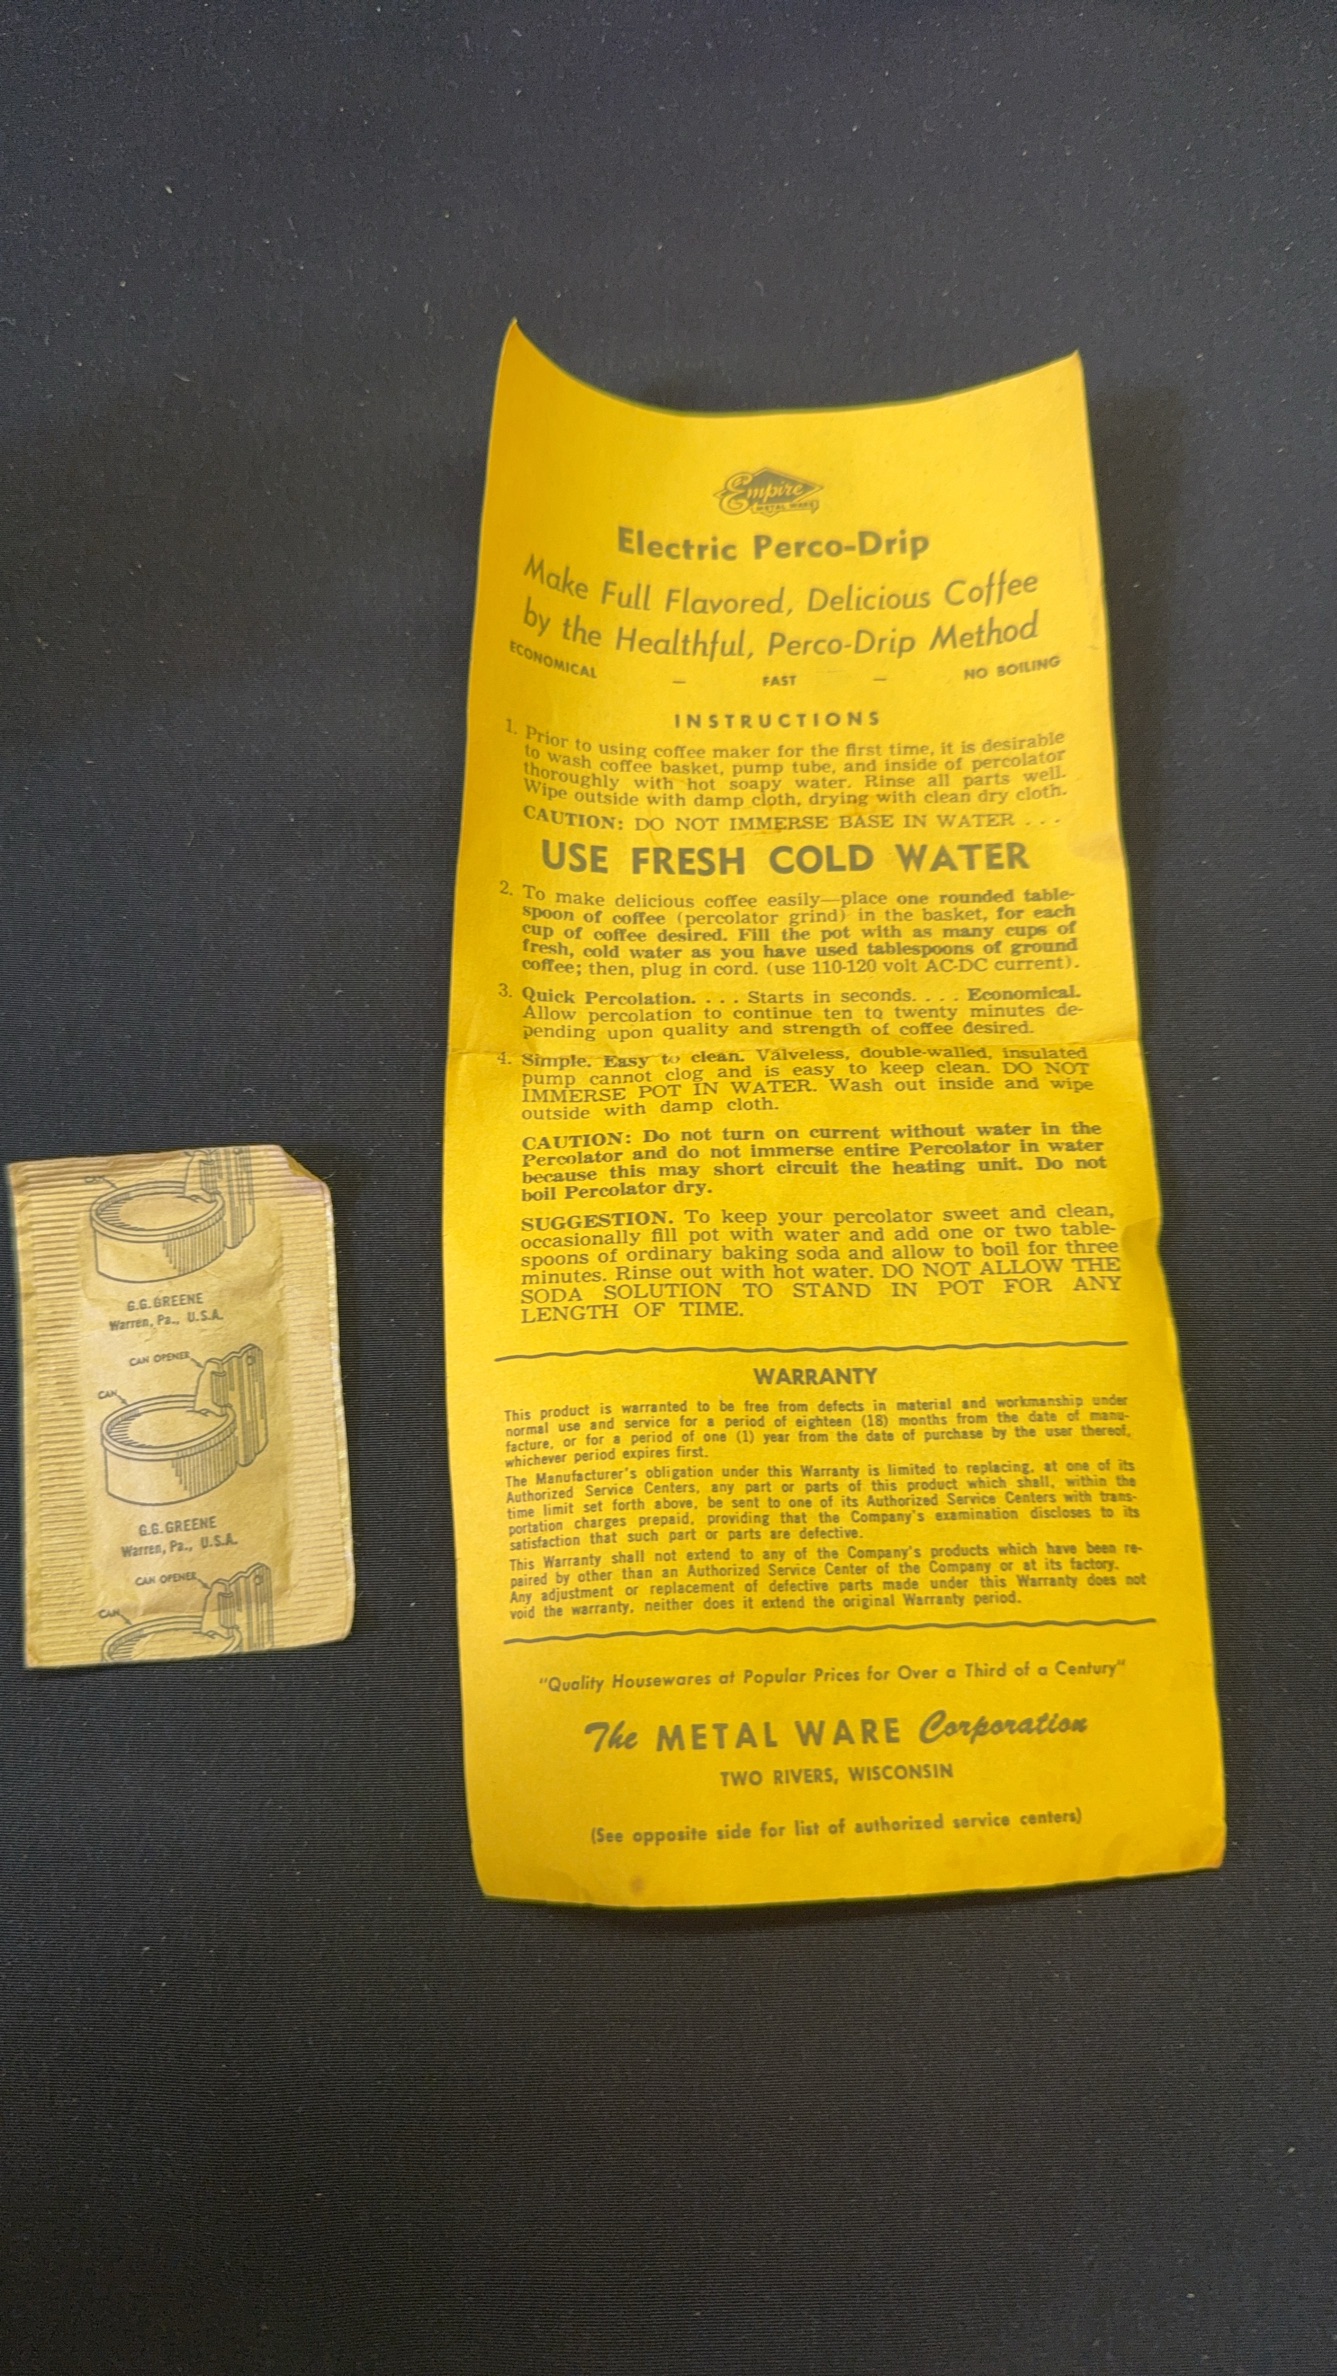 Empire
METAL WARE
Electric Perco-Drip
Make Full Flavored, Delicious Coffee
by the Healthful, Perco-Drip Method
ECONOMICAL — FAST — NO BOILING
INSTRUCTIONS
1. Prior to using coffee maker for the first time, it is desirable
to wash coffee basket, pump tube, and inside of percolator
thoroughly with hot soapy water. Rinse all parts well.
Wipe outside with damp cloth, drying with clean dry cloth.
CAUTION: DO NOT IMMERSE BASE IN WATER . . .
USE FRESH COLD WATER
2. To make delicious coffee easily—place one rounded table-
spoon of coffee (percolator grind) in the basket, for each
cup of coffee desired. Fill the pot with as many cups of
fresh, cold water as you have used tablespoons of ground
coffee; then, plug in cord. (use 110-120 volt AC-DC current).
3. Quick Percolation. . . . Starts in seconds. . . . Economical.
Allow percolation to continue ten to twenty minutes de-
pending upon quality and strength of coffee desired.
4. Simple. Easy to clean. Valveless, double-walled, insulated
pump cannot clog and is easy to keep clean. DO NOT
IMMERSE POT IN WATER. Wash out inside and wipe
outside with damp cloth.
CAUTION: Do not turn on current without water in the
Percolator and do not immerse entire Percolator in water
because this may short circuit the heating unit. Do not
boil Percolator dry.
SUGGESTION. To keep your percolator sweet and clean,
occasionally fill pot with water and add one or two table-
spoons of ordinary baking soda and allow to boil for three
minutes. Rinse out with hot water. DO NOT ALLOW THE
SODA SOLUTION TO STAND IN POT FOR ANY
LENGTH OF TIME.
WARRANTY
This product is warranted to be free from defects in material and workmanship under
normal use and service for a period of eighteen (18) months from the date of manu-
facture, or for a period of one (1) year from the date of purchase by the user thereof,
whichever period expires first.
The Manufacturer's obligation under this Warranty is limited to replacing, at one of its
Authorized Service Centers, any part or parts of this product which shall, within the
time limit set forth above, be sent to one of its Authorized Service Centers with trans-
portation charges prepaid, providing that the Company's examination discloses to its
satisfaction that such part or parts are defective.
This Warranty shall not extend to any of the Company's products which have been re-
paired by other than an Authorized Service Center of the Company or at its factory.
Any adjustment or replacement of defective parts made under this Warranty does not
void the warranty, neither does it extend the original Warranty period.
"Quality Housewares at Popular Prices for Over a Third of a Century"
The METAL WARE Corporation
TWO RIVERS, WISCONSIN
(See opposite side for list of authorized service centers)
G.G. GREENE
Warren, Pa., U.S.A.
CAN OPENER
CAN
G.G. GREENE
Warren, Pa., U.S.A.
CAN OPENER
CAN